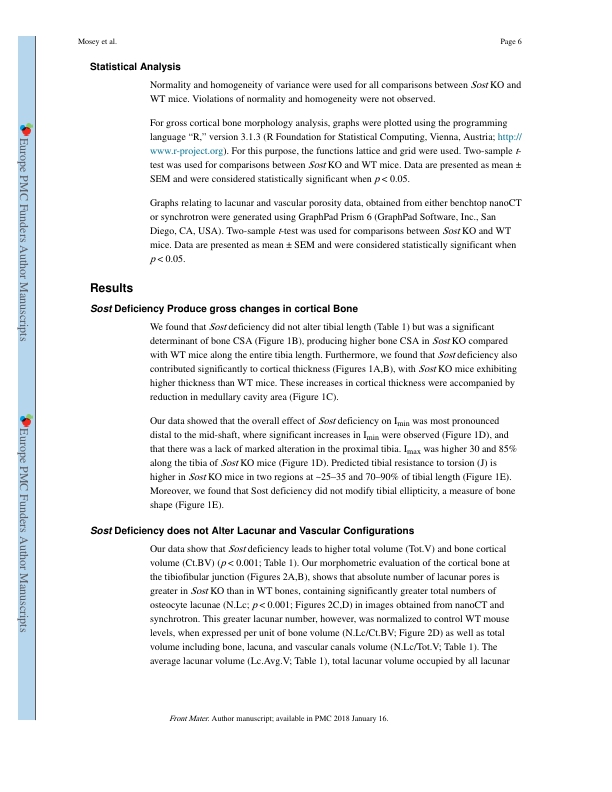 Mosey et al.
Page 6
Statistical Analysis
Normality and homogeneity of variance were used for all comparisons between Sost KO and
WT mice. Violations of normality and homogeneity were not observed.
For gross cortical bone morphology analysis, graphs were plotted using the programming
language “R,” version 3.1.3 (R Foundation for Statistical Computing, Vienna, Austria; http://
www.r-project.org). For this purpose, the functions lattice and grid were used. Two-sample t-
test was used for comparisons between Sost KO and WT mice. Data are presented as mean ±
SEM and were considered statistically significant when p < 0.05.
Graphs relating to lacunar and vascular porosity data, obtained from either benchtop nanoCT
or synchrotron were generated using GraphPad Prism 6 (GraphPad Software, Inc., San
Diego, CA, USA). Two-sample t-test was used for comparisons between Sost KO and WT
mice. Data are presented as mean ± SEM and were considered statistically significant when
p < 0.05.
Results
Sost Deficiency Produce gross changes in cortical Bone
We found that Sost deficiency did not alter tibial length (Table 1) but was a significant
determinant of bone CSA (Figure 1B), producing higher bone CSA in Sost KO compared
with WT mice along the entire tibia length. Furthermore, we found that Sost deficiency also
contributed significantly to cortical thickness (Figures 1A,B), with Sost KO mice exhibiting
higher thickness than WT mice. These increases in cortical thickness were accompanied by
reduction in medullary cavity area (Figure 1C).
Our data showed that the overall effect of Sost deficiency on Imin was most pronounced
distal to the mid-shaft, where significant increases in Imin were observed (Figure 1D), and
that there was a lack of marked alteration in the proximal tibia. Imax was higher 30 and 85%
along the tibia of Sost KO mice (Figure 1D). Predicted tibial resistance to torsion (J) is
higher in Sost KO mice in two regions at ~25–35 and 70–90% of tibial length (Figure 1E).
Moreover, we found that Sost deficiency did not modify tibial ellipticity, a measure of bone
shape (Figure 1E).
Sost Deficiency does not Alter Lacunar and Vascular Configurations
Our data show that Sost deficiency leads to higher total volume (Tot.V) and bone cortical
volume (Ct.BV) (p < 0.001; Table 1). Our morphometric evaluation of the cortical bone at
the tibiofibular junction (Figures 2A,B), shows that absolute number of lacunar pores is
greater in Sost KO than in WT bones, containing significantly greater total numbers of
osteocyte lacunae (N.Lc; p < 0.001; Figures 2C,D) in images obtained from nanoCT and
synchrotron. This greater lacunar number, however, was normalized to control WT mouse
levels, when expressed per unit of bone volume (N.Lc/Ct.BV; Figure 2D) as well as total
volume including bone, lacuna, and vascular canals volume (N.Lc/Tot.V; Table 1). The
average lacunar volume (Lc.Avg.V; Table 1), total lacunar volume occupied by all lacunar
Front Mater. Author manuscript; available in PMC 2018 January 16.
Europe PMC Funders Author Manuscripts
Europe PMC Funders Author Manuscripts